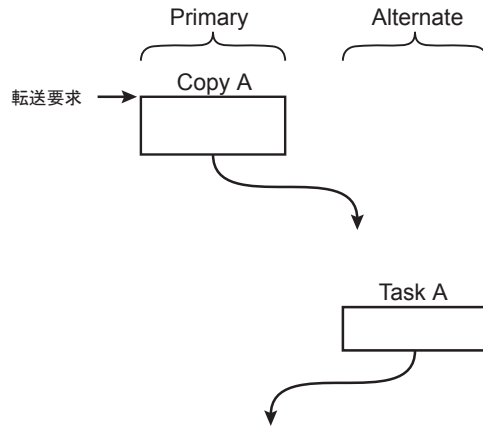 Primary
Alternate
Copy A
転送要求
Task A